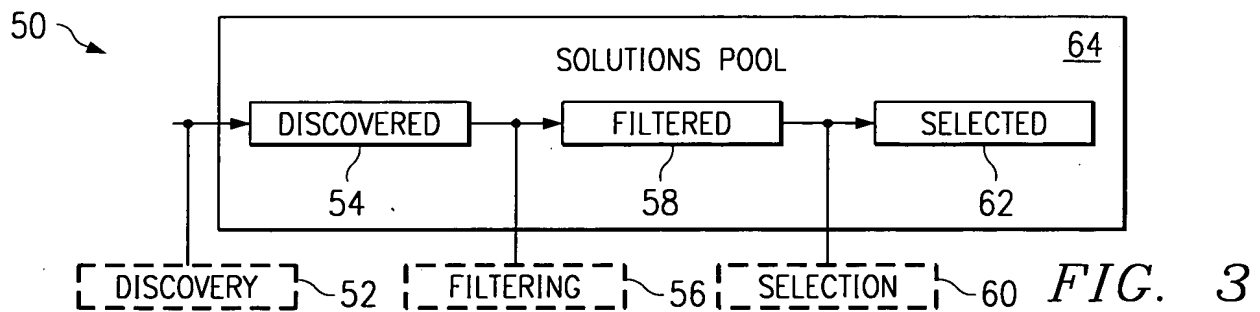 50
64
SOLUTIONS POOL
DISCOVERED
FILTERED
SELECTED
54
58
62
DISCOVERY
52
FILTERING
56
SELECTION
60
FIG. 3